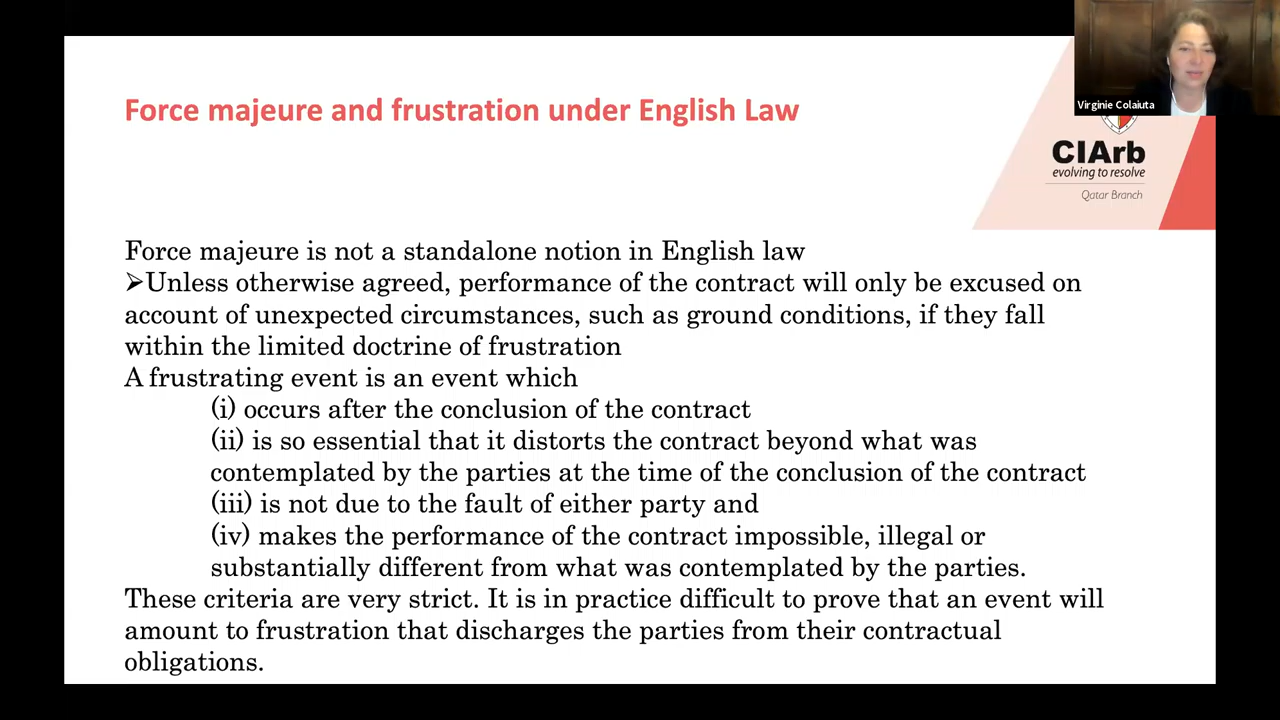 Virginie Colaiuta
Force majeure and frustration under English Law
CIArb
evolving to resolve
Qatar Branch
Force majeure is not a standalone notion in English law
➢Unless otherwise agreed, performance of the contract will only be excused on
account of unexpected circumstances, such as ground conditions, if they fall
within the limited doctrine of frustration
A frustrating event is an event which
(i) occurs after the conclusion of the contract
(ii) is so essential that it distorts the contract beyond what was
contemplated by the parties at the time of the conclusion of the contract
(iii) is not due to the fault of either party and
(iv) makes the performance of the contract impossible, illegal or
substantially different from what was contemplated by the parties.
These criteria are very strict. It is in practice difficult to prove that an event will
amount to frustration that discharges the parties from their contractual
obligations.